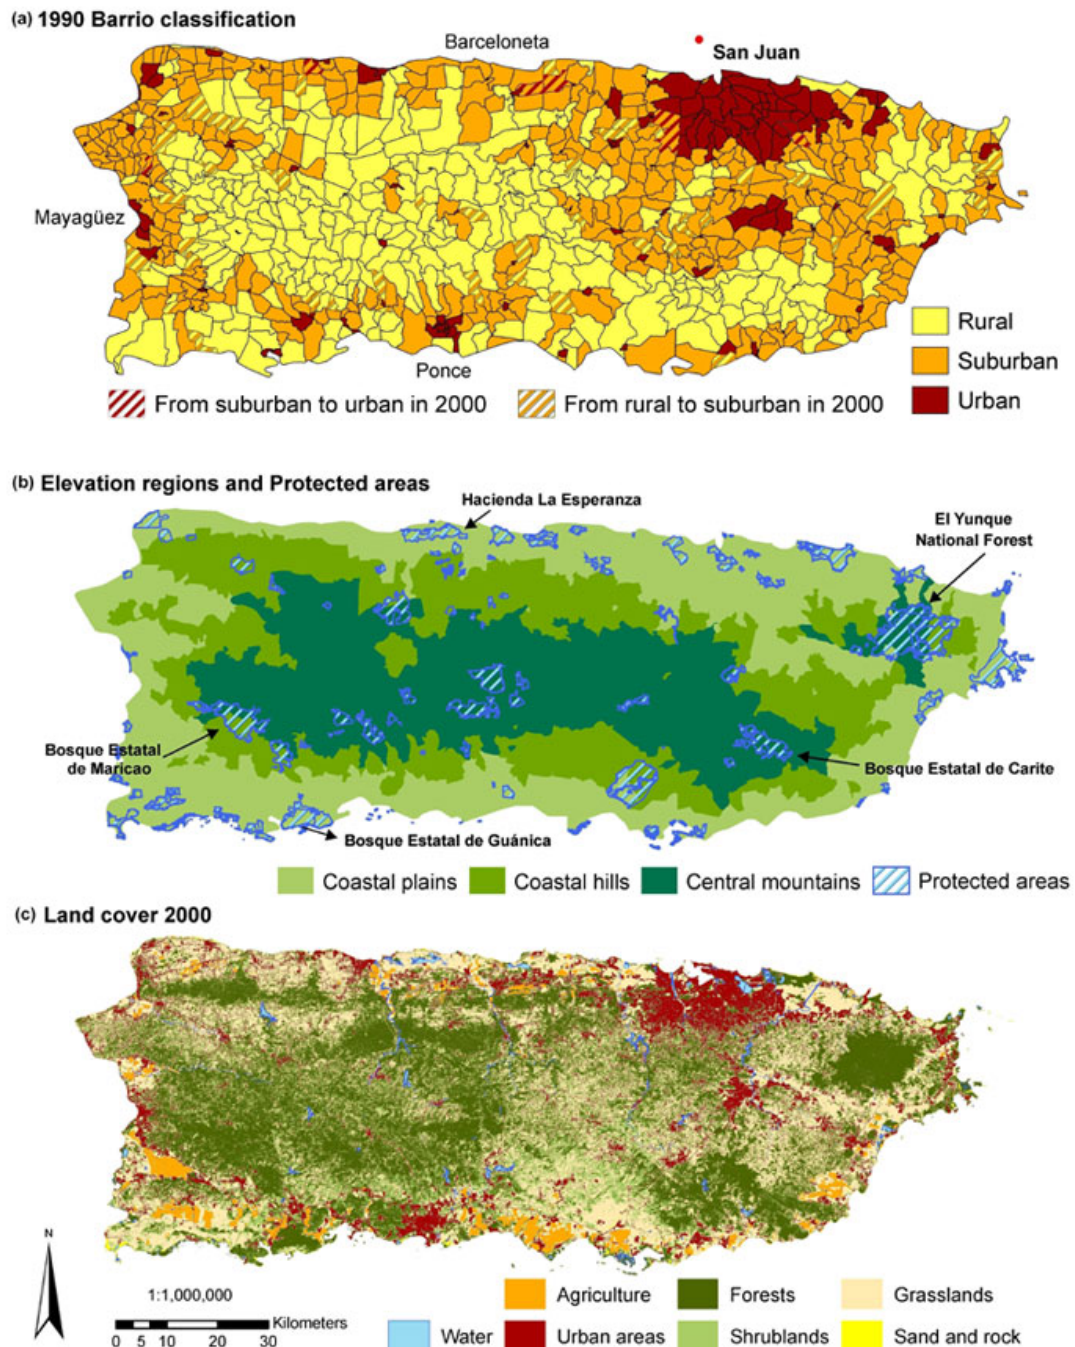 (a) 1990 Barrio classification
Barceloneta
San Juan
Mayagüez
Ponce
Rural
Suburban
Urban
From suburban to urban in 2000
From rural to suburban in 2000
(b) Elevation regions and Protected areas
Hacienda La Esperanza
El Yunque
National Forest
Bosque Estatal
de Maricao
Bosque Estatal de Carite
Bosque Estatal de Guánica
Coastal plains
Coastal hills
Central mountains
Protected areas
(c) Land cover 2000
N
1:1,000,000
Kilometers
0 5 10 20 30
Agriculture
Forests
Grasslands
Water
Urban areas
Shrublands
Sand and rock